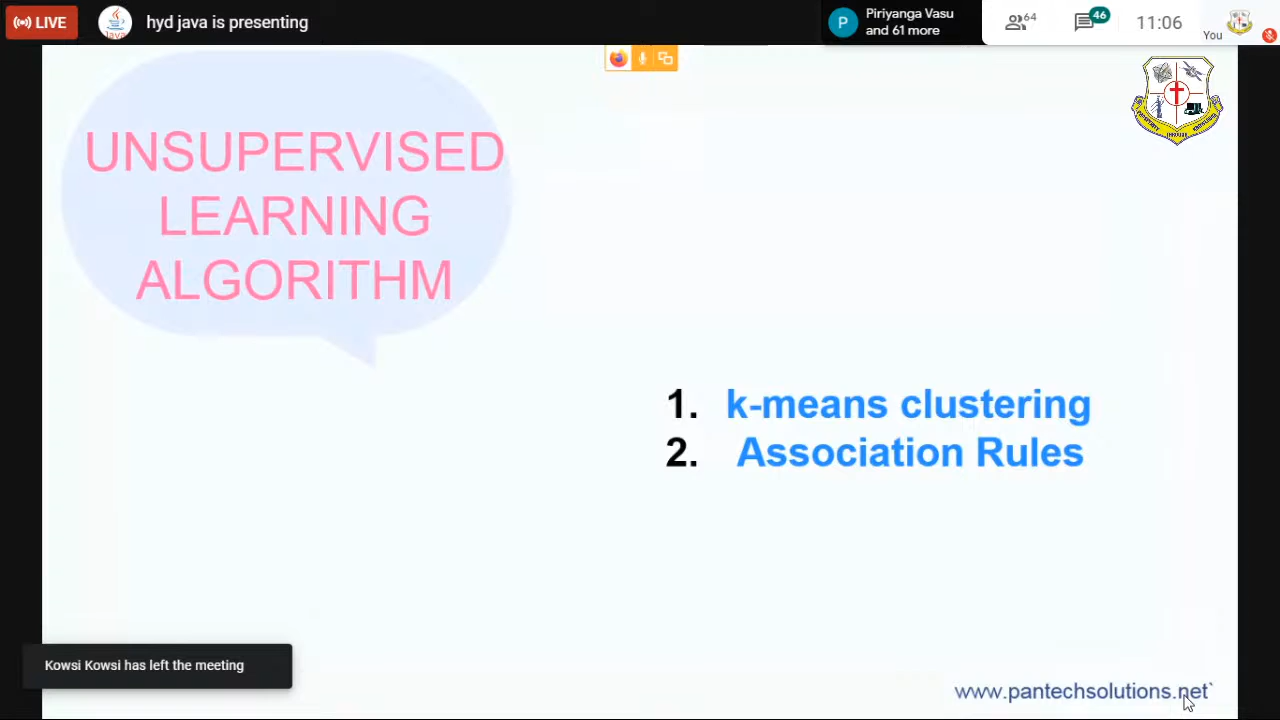 LIVE
hyd java is presenting
P
Piriyanga Vasu
and 61 more
64
46
11:06
You
Java
UNSUPERVISED
LEARNING
ALGORITHM
1. k-means clustering
2. Association Rules
Kowsi Kowsi has left the meeting
www.pantechsolutions.net`